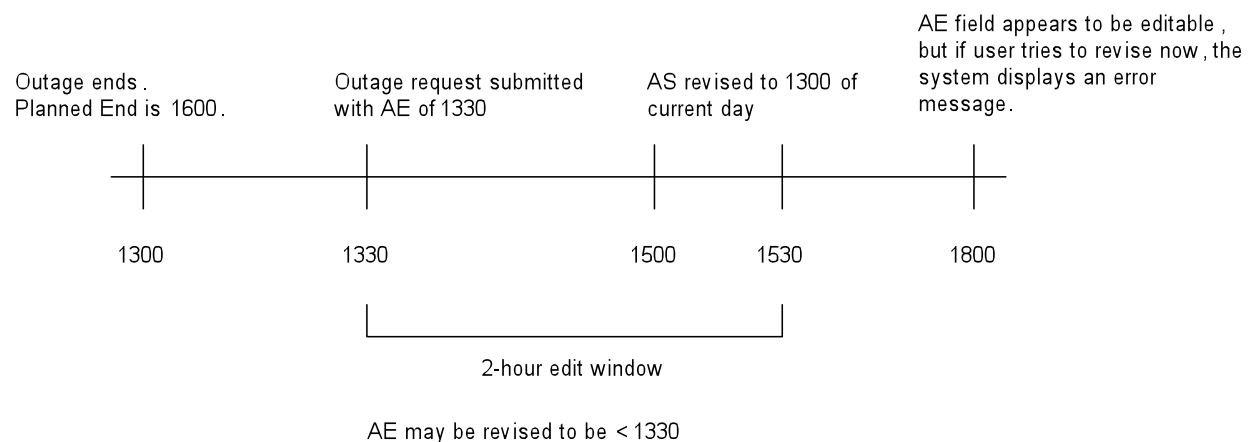 AE field appears to be editable,
but if user tries to revise now, the
system displays an error
message.
Outage ends.
Planned End is 1600.
Outage request submitted
with AE of 1330
AS revised to 1300 of
current day
1300
1330
1500
1530
1800
2-hour edit window
AE may be revised to be < 1330